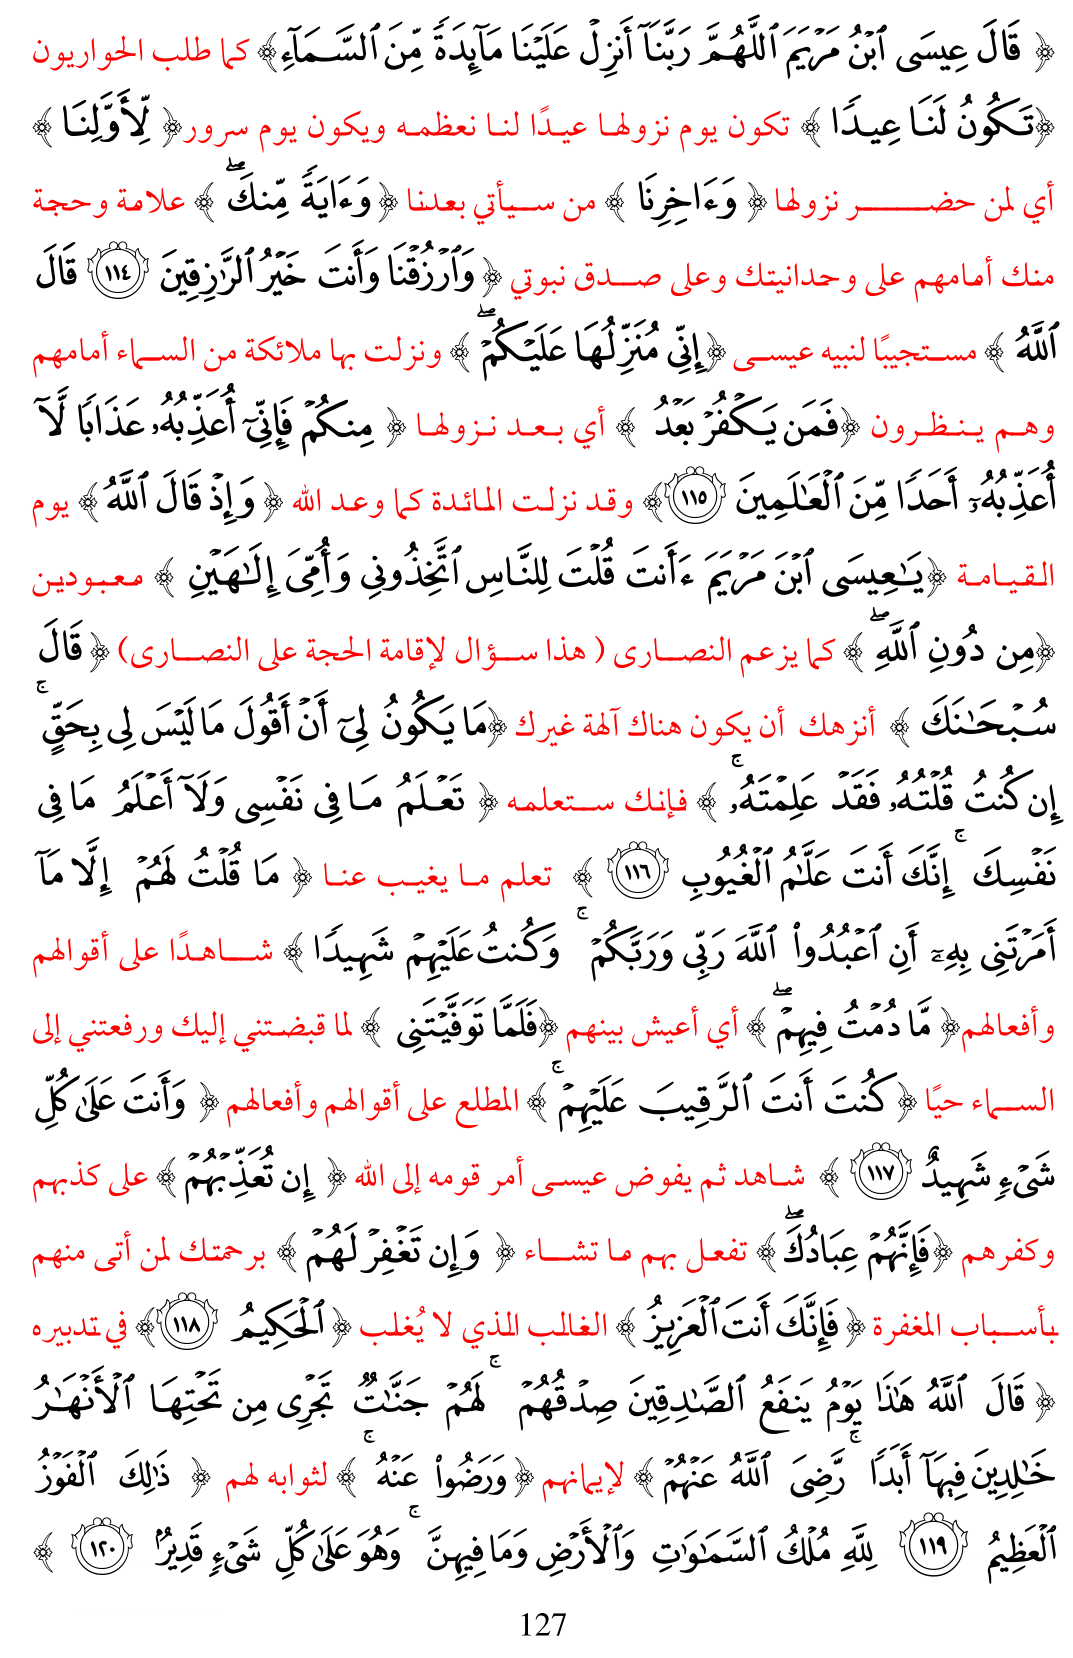 ﴿ قَالَ عِيسَى ٱبْنُ مَرْيَمَ ٱللَّهُمَّ رَبَّنَآ أَنزِلْ عَلَيْنَا مَآئِدَةً مِّنَ ٱلسَّمَآءِ﴾ كما طلب الحواريون
﴿تَكُونُ لَنَا عِيدًا ﴾ تكون يوم نزولها عيدًا لنا نعظمه ويكون يوم سرور﴿ لِّأَوَّلِنَا ﴾
أي لمن حضر نزولها ﴿ وَءَاخِرِنَا ﴾ من سيأتي بعدنا ﴿وَءَايَةً مِّنكَۖ ﴾ علامة وحجة
منك أمامهم على وحدانيتك وعلى صدق نبوتي ﴿وَٱرْزُقْنَا وَأَنتَ خَيْرُ ٱلرَّٰزِقِينَ ١١٤ قَالَ
ٱللَّهُ ﴾ مستجيبًا لنبيه عيسى ﴿إِنِّي مُنَزِّلُهَا عَلَيْكُمْۖ ﴾ ونزلت بها ملائكة من السماء أمامهم
وهم ينظرون ﴿فَمَن يَكْفُرْ بَعْدُ ﴾ أي بعد نزولها ﴿ مِنكُمْ فَإِنِّيٓ أُعَذِّبُهُۥ عَذَابًا لَّآ
أُعَذِّبُهُۥٓ أَحَدًا مِّنَ ٱلْعَٰلَمِينَ ١١٥﴾ وقد نزلت المائدة كما وعد الله ﴿ وَإِذْ قَالَ ٱللَّهُ ﴾ يوم
القيامة ﴿يَٰعِيسَى ٱبْنَ مَرْيَمَ ءَأَنتَ قُلْتَ لِلنَّاسِ ٱتَّخِذُونِي وَأُمِّيَ إِلَٰهَيْنِ ﴾ معبودين
﴿مِن دُونِ ٱللَّهِۖ ﴾ كما يزعم النصارى ( هذا سؤال لإقامة الحجة على النصارى) ﴿ قَالَ
سُبْحَٰنَكَ ﴾ أنزهك أن يكون هناك آلهة غيرك ﴿مَا يَكُونُ لِيٓ أَنْ أَقُولَ مَا لَيْسَ لِي بِحَقٍّۚ
إِن كُنتُ قُلْتُهُۥ فَقَدْ عَلِمْتَهُۥۚ ﴾ فإنك ستعلمه ﴿ تَعْلَمُ مَا فِي نَفْسِي وَلَآ أَعْلَمُ مَا فِي
نَفْسِكَۚ إِنَّكَ أَنتَ عَلَّٰمُ ٱلْغُيُوبِ ١١٦ ﴾ تعلم ما يغيب عنا ﴿ مَا قُلْتُ لَهُمْ إِلَّا مَآ
أَمَرْتَنِي بِهِۦٓ أَنِ ٱعْبُدُوا۟ ٱللَّهَ رَبِّي وَرَبَّكُمْۚ وَكُنتُ عَلَيْهِمْ شَهِيدًا ﴾ شاهدًا على أقوالهم
وأفعالهم﴿ مَّا دُمْتُ فِيهِمْۖ ﴾ أي أعيش بينهم ﴿فَلَمَّا تَوَفَّيْتَنِي ﴾ لما قبضتني إليك ورفعتني إلى
السماء حيًا ﴿كُنتَ أَنتَ ٱلرَّقِيبَ عَلَيْهِمْۚ ﴾ المطلع على أقوالهم وأفعالهم ﴿ وَأَنتَ عَلَىٰ كُلِّ
شَيْءٍ شَهِيدٌ ١١٧ ﴾ شاهد ثم يفوض عيسى أمر قومه إلى الله ﴿ إِن تُعَذِّبْهُمْ ﴾ على كذبهم
وكفرهم ﴿فَإِنَّهُمْ عِبَادُكَۖ ﴾ تفعل بهم ما تشاء ﴿ وَإِن تَغْفِرْ لَهُمْ ﴾ برحمتك لمن أتى منهم
بأسباب المغفرة ﴿ فَإِنَّكَ أَنتَ ٱلْعَزِيزُ ﴾ الغالب الذي لا يُغلب ﴿ ٱلْحَكِيمُ ١١٨﴾ في تدبيره
﴿ قَالَ ٱللَّهُ هَٰذَا يَوْمُ يَنفَعُ ٱلصَّٰدِقِينَ صِدْقُهُمْۚ لَهُمْ جَنَّٰتٌ تَجْرِي مِن تَحْتِهَا ٱلْأَنْهَٰرُ
خَٰلِدِينَ فِيهَآ أَبَدًاۚ رَّضِيَ ٱللَّهُ عَنْهُمْ ﴾ لإيمانهم ﴿وَرَضُوا۟ عَنْهُۚ ﴾ لثوابه لهم ﴿ ذَٰلِكَ ٱلْفَوْزُ
ٱلْعَظِيمُ ١١٩ لِلَّهِ مُلْكُ ٱلسَّمَٰوَٰتِ وَٱلْأَرْضِ وَمَا فِيهِنَّۚ وَهُوَ عَلَىٰ كُلِّ شَيْءٍ قَدِيرٌۢ ١٢٠ ﴾
127